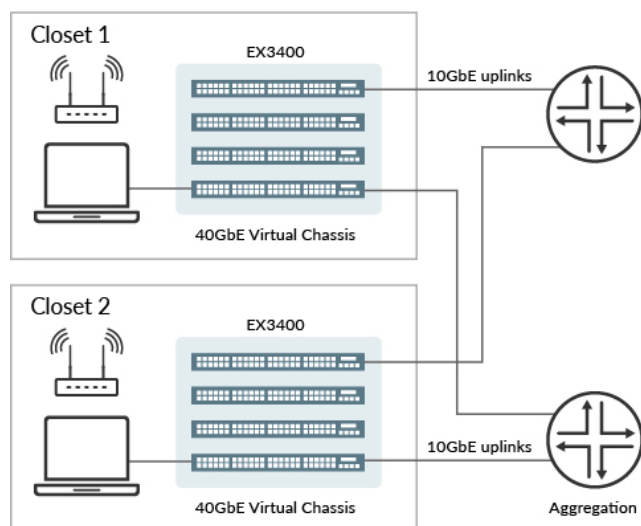 Closet 1
EX3400
10GbE uplinks
40GbE Virtual Chassis
Closet 2
EX3400
10GbE uplinks
40GbE Virtual Chassis
Aggregation